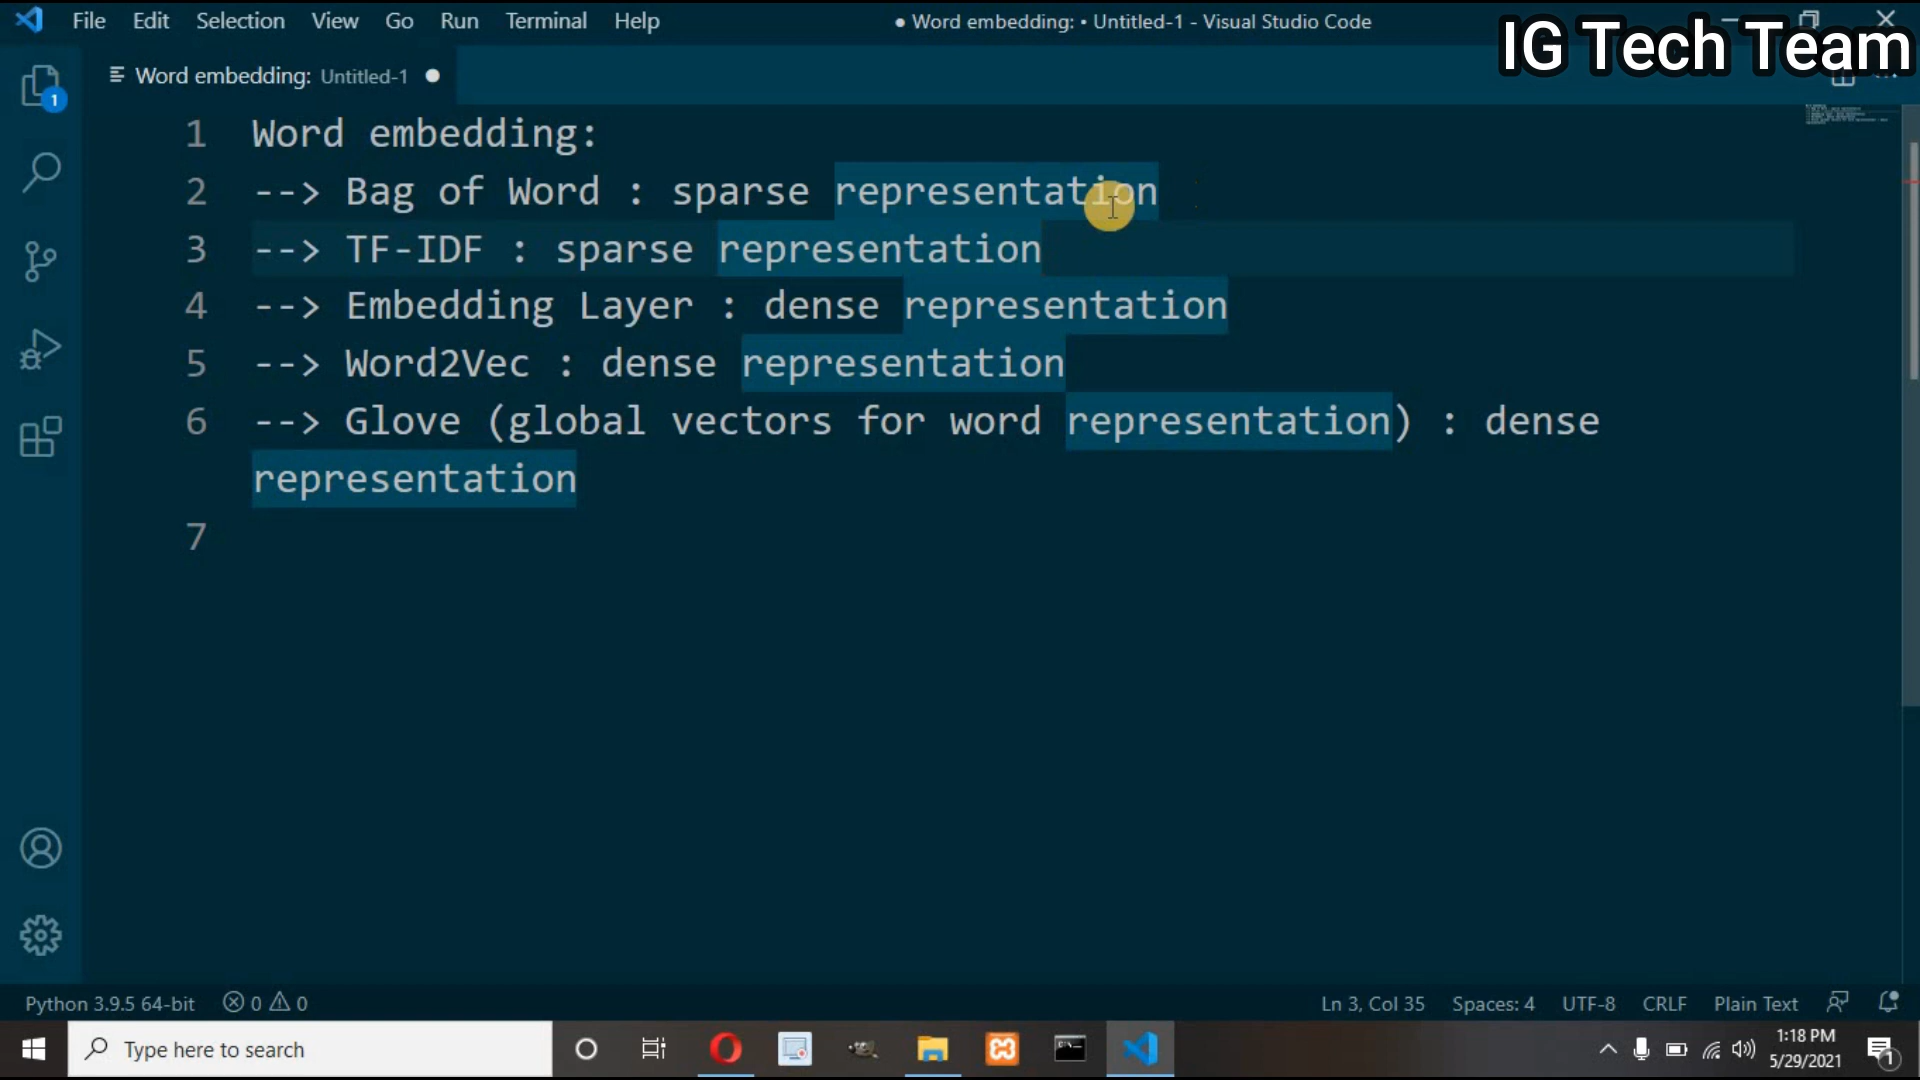 File Edit Selection View Go Run Terminal Help ● Word embedding: • Untitled-1 - Visual Studio Code
IG Tech Team
Word embedding: Untitled-1 ●
1
1 Word embedding:
2 --> Bag of Word : sparse representation
3 --> TF-IDF : sparse representation
4 --> Embedding Layer : dense representation
5 --> Word2Vec : dense representation
6 --> Glove (global vectors for word representation) : dense
representation
7
Python 3.9.5 64-bit 0 0 Ln 3, Col 35 Spaces: 4 UTF-8 CRLF Plain Text
Type here to search
1:18 PM
5/29/2021
1